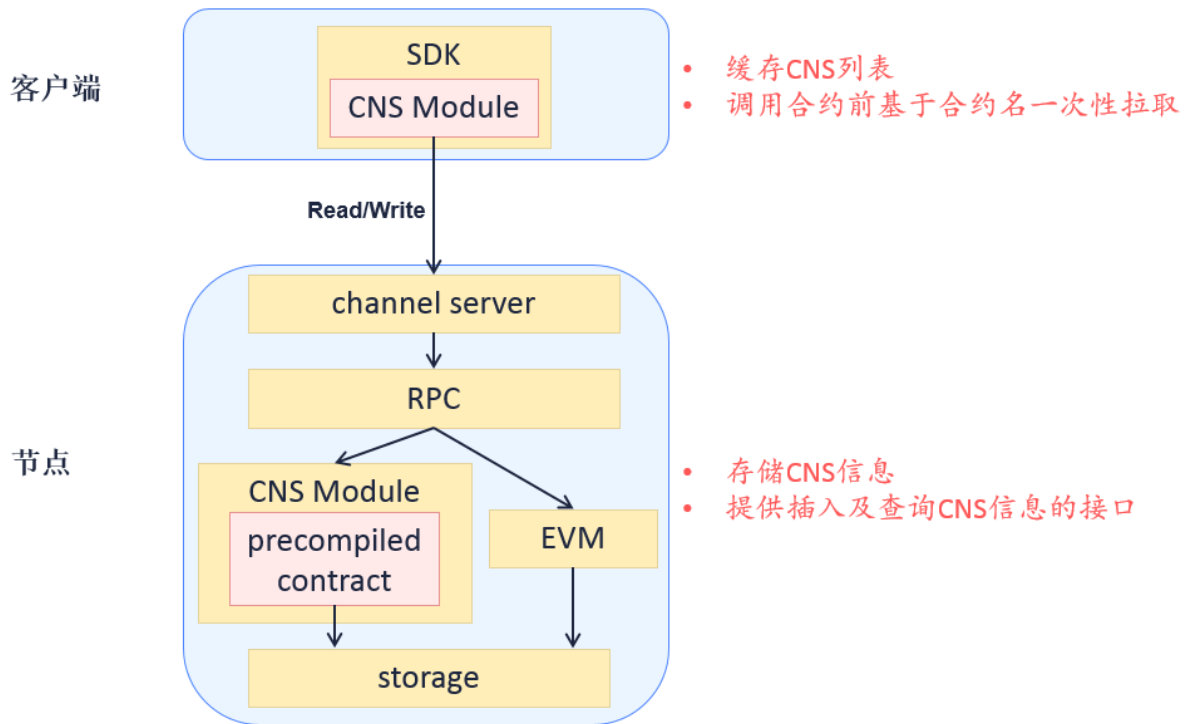 SDK
客户端
CNS Module
• 缓存CNS列表
• 调用合约前基于合约名一次性拉取
Read/Write
channel server
RPC
节点
CNS Module
precompiled
contract
EVM
• 存储CNS信息
• 提供插入及查询CNS信息的接口
storage